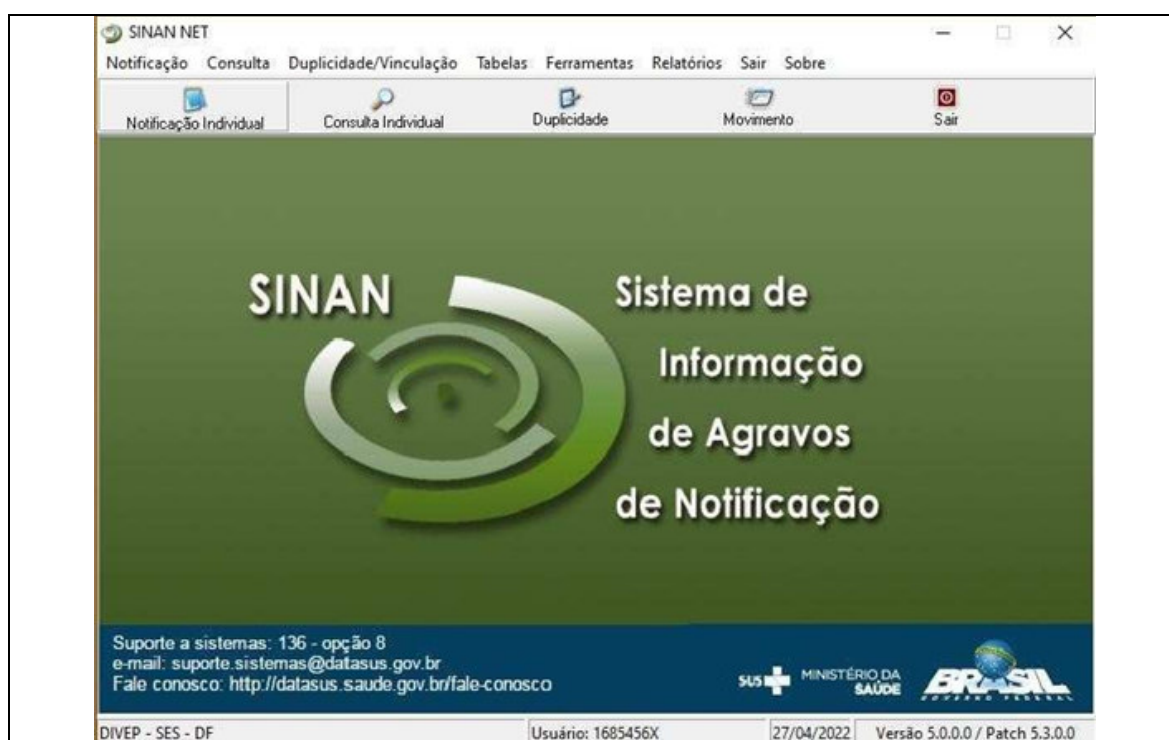 SINAN NET
Notificação Consulta Duplicidade/Vinculação Tabelas Ferramentas Relatórios Sair Sobre
Notificação Individual Consulta Individual Duplicidade Movimento Sair
SINAN
Sistema de
Informação
de Agravos
de Notificação
Suporte a sistemas: 136 - opção 8
e-mail: suporte.sistemas@datasus.gov.br
Fale conosco: http://datasus.saude.gov.br/fale-conosco
SUS MINISTÉRIO DA
SAÚDE
BRASIL
GOVERNO FEDERAL
DIVEP - SES - DF Usuário: 1685456X 27/04/2022 Versão 5.0.0.0 / Patch 5.3.0.0